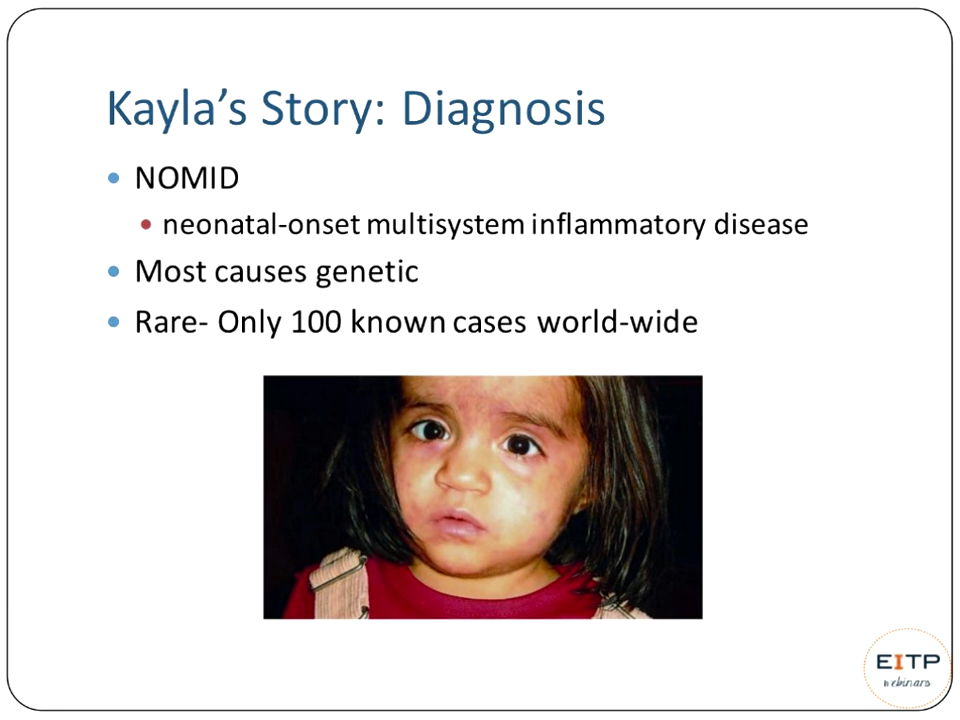 Kayla’s Story: Diagnosis
NOMID
neonatal-onset multisystem inflammatory disease
Most causes genetic
Rare- Only 100 known cases world-wide
EITP
webinars